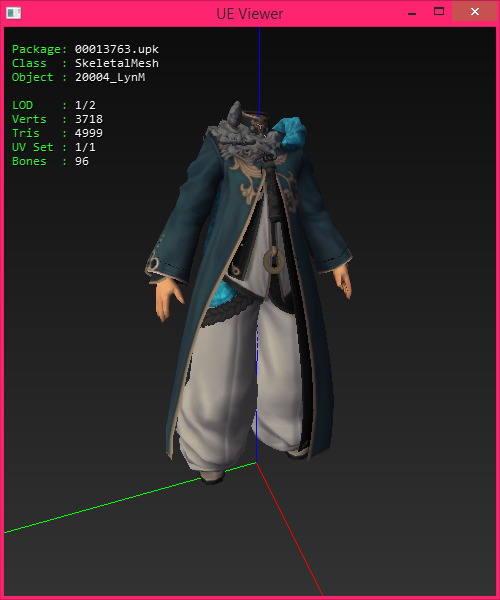 UE Viewer
Package: 00013763.upk
Class : SkeletalMesh
Object : 20004_LynM
LOD : 1/2
Verts : 3718
Tris : 4999
UV Set : 1/1
Bones : 96